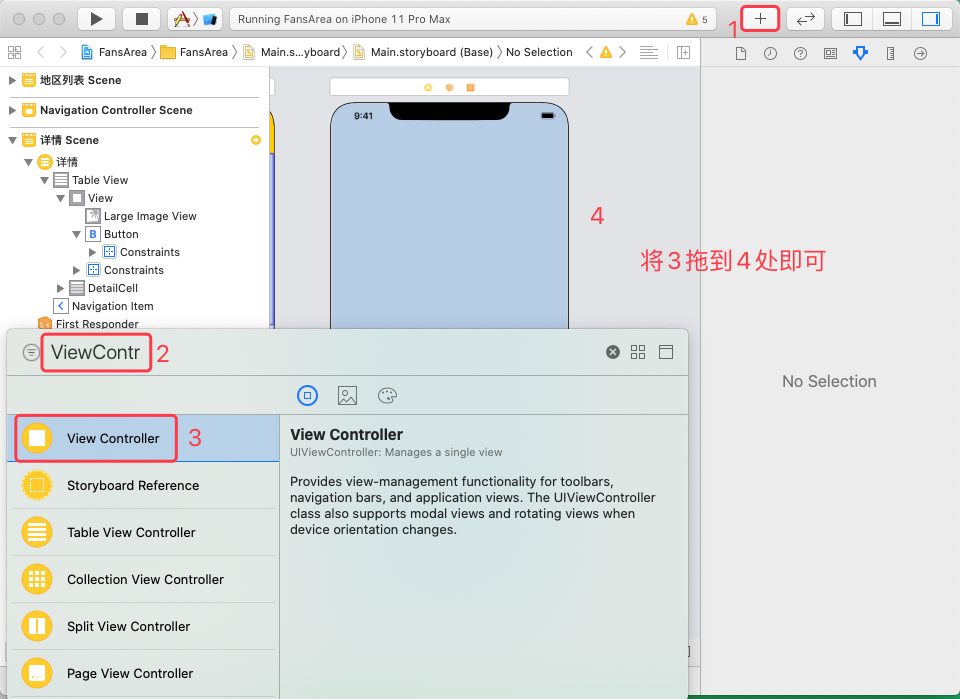 Running FansArea on iPhone 11 Pro Max
5
1
FansArea
FansArea
Main.s...yboard
Main.storyboard (Base)
No Selection
地区列表 Scene
Navigation Controller Scene
详情 Scene
详情
Table View
View
Large Image View
B Button
Constraints
Constraints
DetailCell
Navigation Item
First Responder
9:41
4
将3拖到4处即可
No Selection
ViewContr
2
View Controller
3
Storyboard Reference
Table View Controller
Collection View Controller
Split View Controller
Page View Controller
View Controller
UIViewController: Manages a single view
Provides view-management functionality for toolbars,
navigation bars, and application views. The UIViewController
class also supports modal views and rotating views when
device orientation changes.